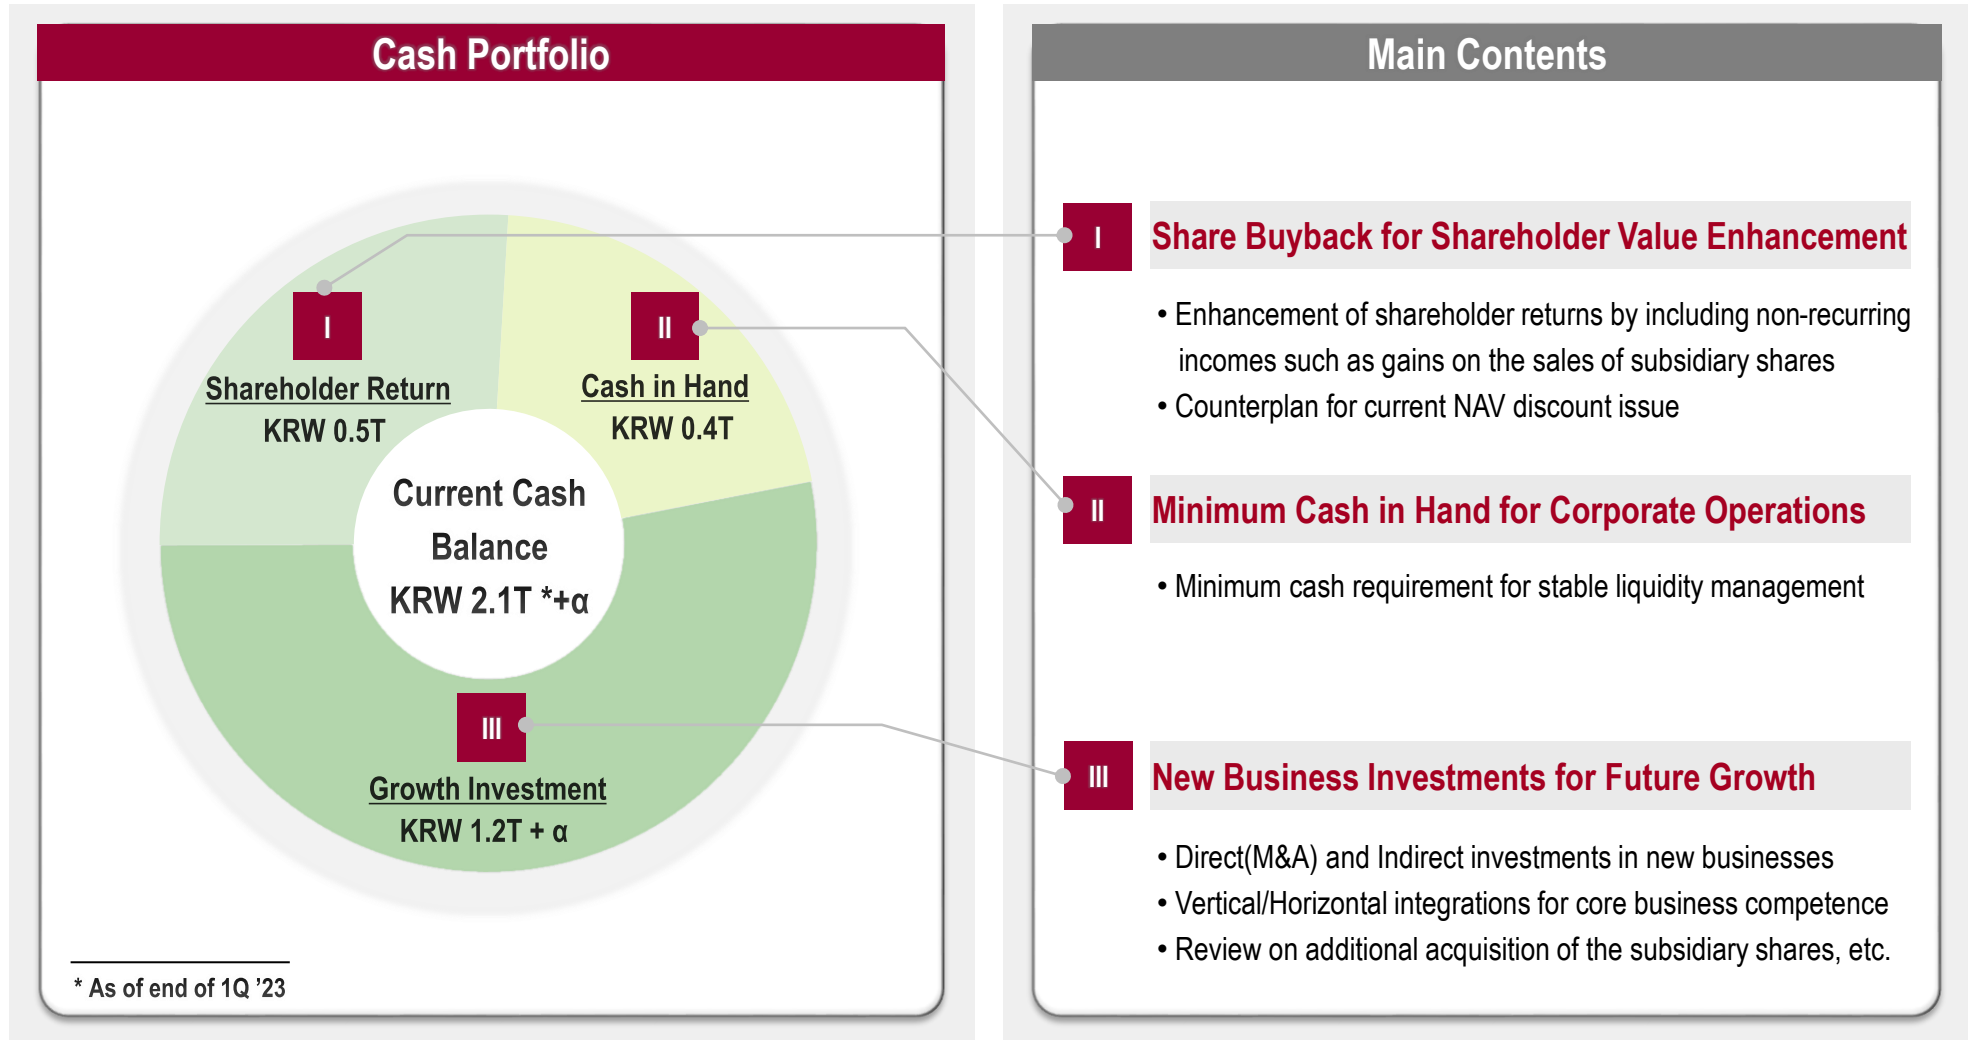 Cash Portfolio
I
Shareholder Return
KRW 0.5T
II
Cash in Hand
KRW 0.4T
Current Cash
Balance
KRW 2.1T *+α
III
Growth Investment
KRW 1.2T + α
* As of end of 1Q ’23
Main Contents
I
Share Buyback for Shareholder Value Enhancement
• Enhancement of shareholder returns by including non-recurring
incomes such as gains on the sales of subsidiary shares
• Counterplan for current NAV discount issue
II
Minimum Cash in Hand for Corporate Operations
• Minimum cash requirement for stable liquidity management
III
New Business Investments for Future Growth
• Direct(M&A) and Indirect investments in new businesses
• Vertical/Horizontal integrations for core business competence
• Review on additional acquisition of the subsidiary shares, etc.